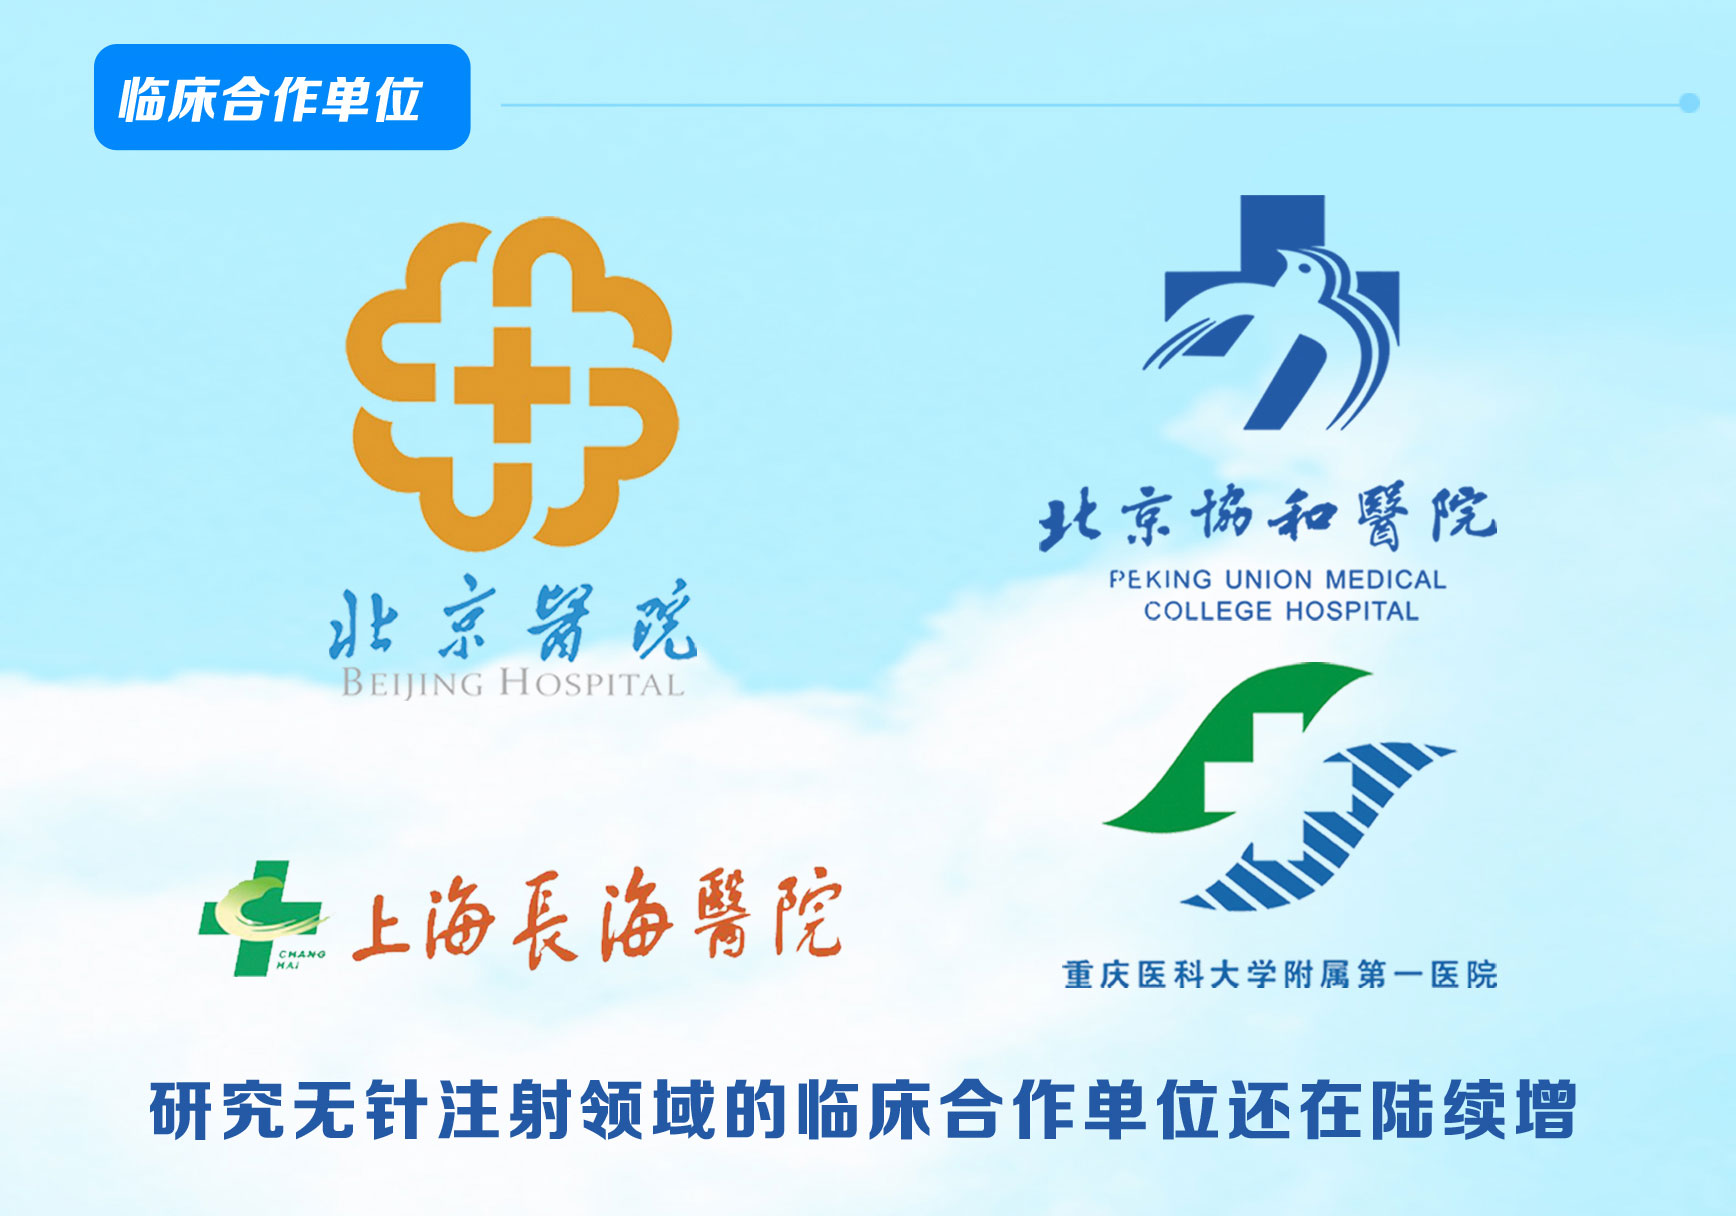 临床合作单位
北京醫院
BEIJING HOSPITAL
北京協和醫院
PEKING UNION MEDICAL
COLLEGE HOSPITAL
CHANG
HAI
上海長海醫院
重庆医科大学附属第一医院
研究无针注射领域的临床合作单位还在陆续增